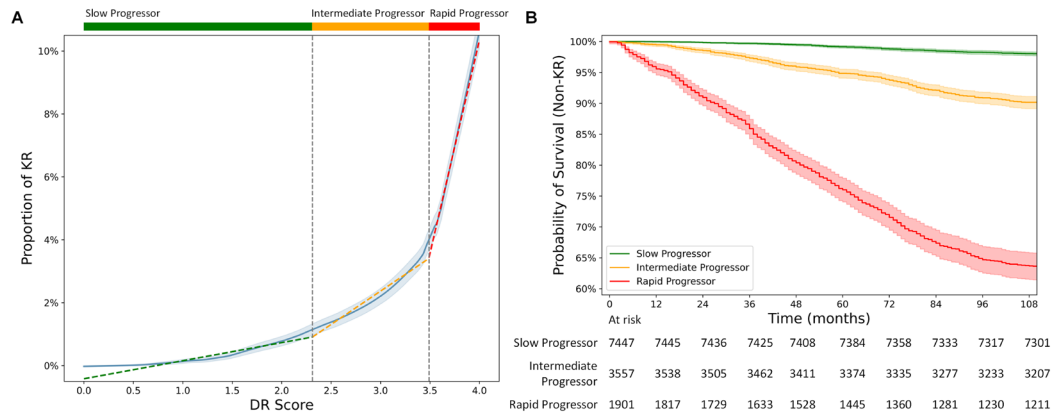 A
Slow Progressor
Intermediate Progressor
Rapid Progressor
10%
8%
6%
4%
2%
0%
Proportion of KR
0.0 0.5 1.0 1.5 2.0 2.5 3.0 3.5 4.0
DR Score
B
100%
95%
90%
85%
80%
75%
70%
65%
60%
Probability of Survival (Non-KR)
Slow Progressor
Intermediate Progressor
Rapid Progressor
0 12 24 36 48 60 72 84 96 108
At risk
Time (months)
Slow Progressor 7447 7445 7436 7425 7408 7384 7358 7333 7317 7301
Intermediate
Progressor 3557 3538 3505 3462 3411 3374 3335 3277 3233 3207
Rapid Progressor 1901 1817 1729 1633 1528 1445 1360 1281 1230 1211